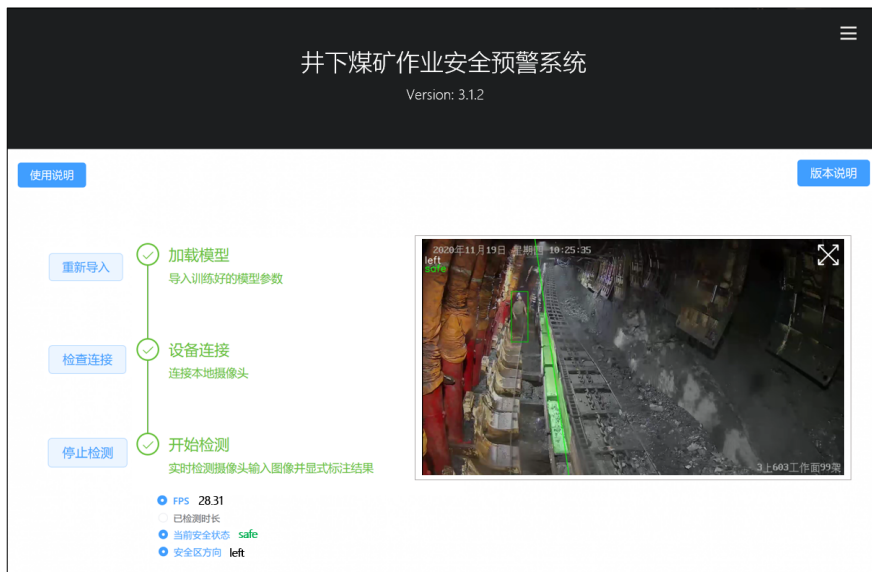 井下煤矿作业安全预警系统
Version: 3.1.2
使用说明
版本说明
重新导入
加载模型
导入训练好的模型参数
检查连接
设备连接
连接本地摄像头
停止检测
开始检测
实时检测摄像头输入图像并显式标注结果
FPS 28.31
已检测时长
当前安全状态 safe
安全区方向 left
2020年11月19日 星期四 10:25:35
left
safe
3上603工作面99架